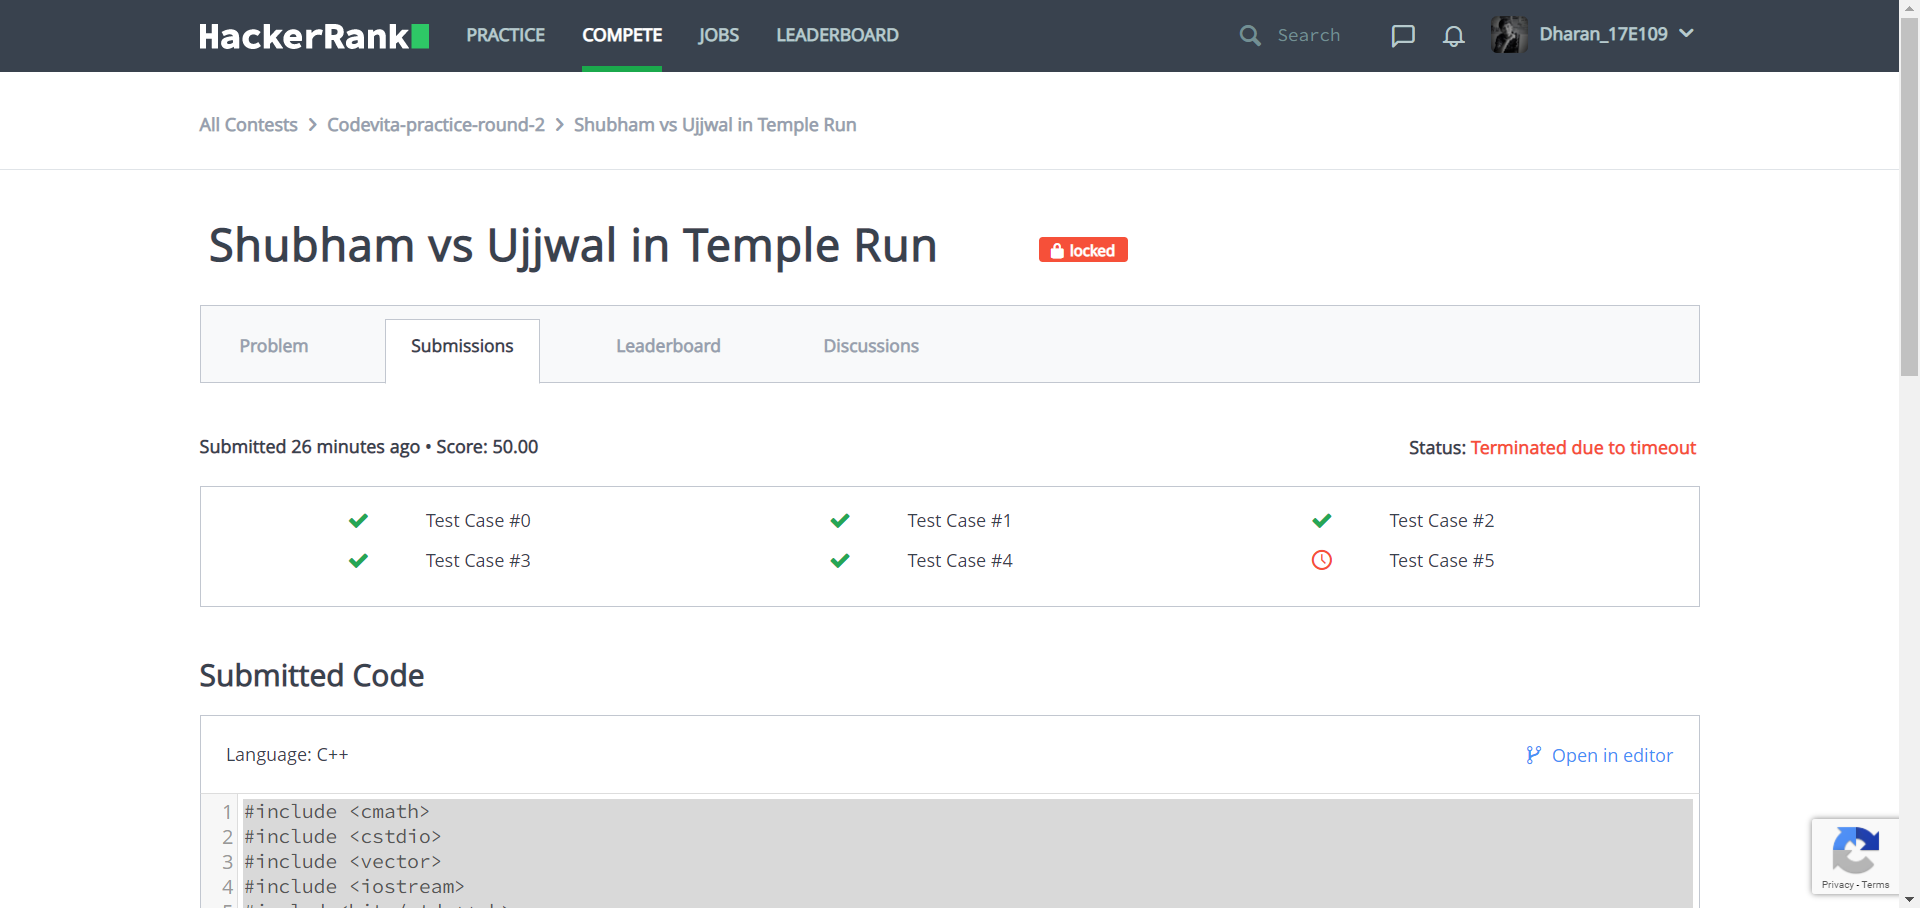 HackerRank PRACTICE COMPETE JOBS LEADERBOARD Search Dharan_17E109
All Contests > Codevita-practice-round-2 > Shubham vs Ujjwal in Temple Run
Shubham vs Ujjwal in Temple Run locked
Problem Submissions Leaderboard Discussions
Submitted 26 minutes ago • Score: 50.00 Status: Terminated due to timeout
Test Case #0 Test Case #1 Test Case #2
Test Case #3 Test Case #4 Test Case #5
Submitted Code
Language: C++ Open in editor
1 #include <cmath>
2 #include <cstdio>
3 #include <vector>
4 #include <iostream>
Privacy - Terms